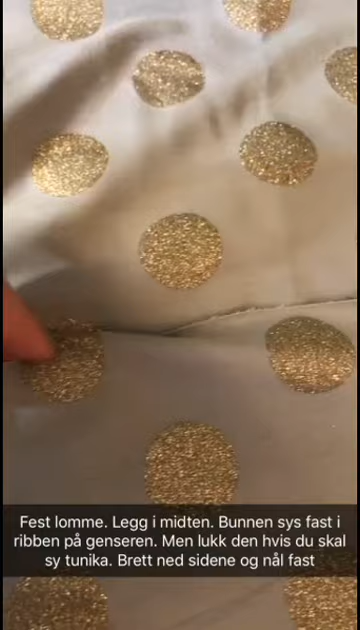 Fest lomme. Legg i midten. Bunnen sys fast i
ribben på genseren. Men lukk den hvis du skal
sy tunika. Brett ned sidene og nål fast